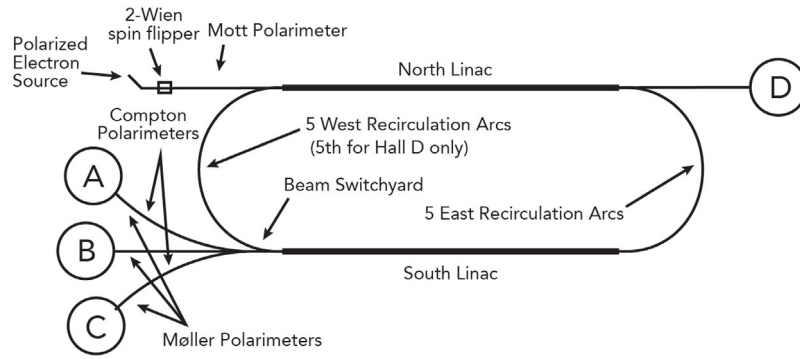 2-Wien
spin flipper
Mott Polarimeter
Polarized
Electron
Source
North Linac
D
Compton
Polarimeters
5 West Recirculation Arcs
(5th for Hall D only)
A
Beam Switchyard
5 East Recirculation Arcs
B
South Linac
C
Møller Polarimeters